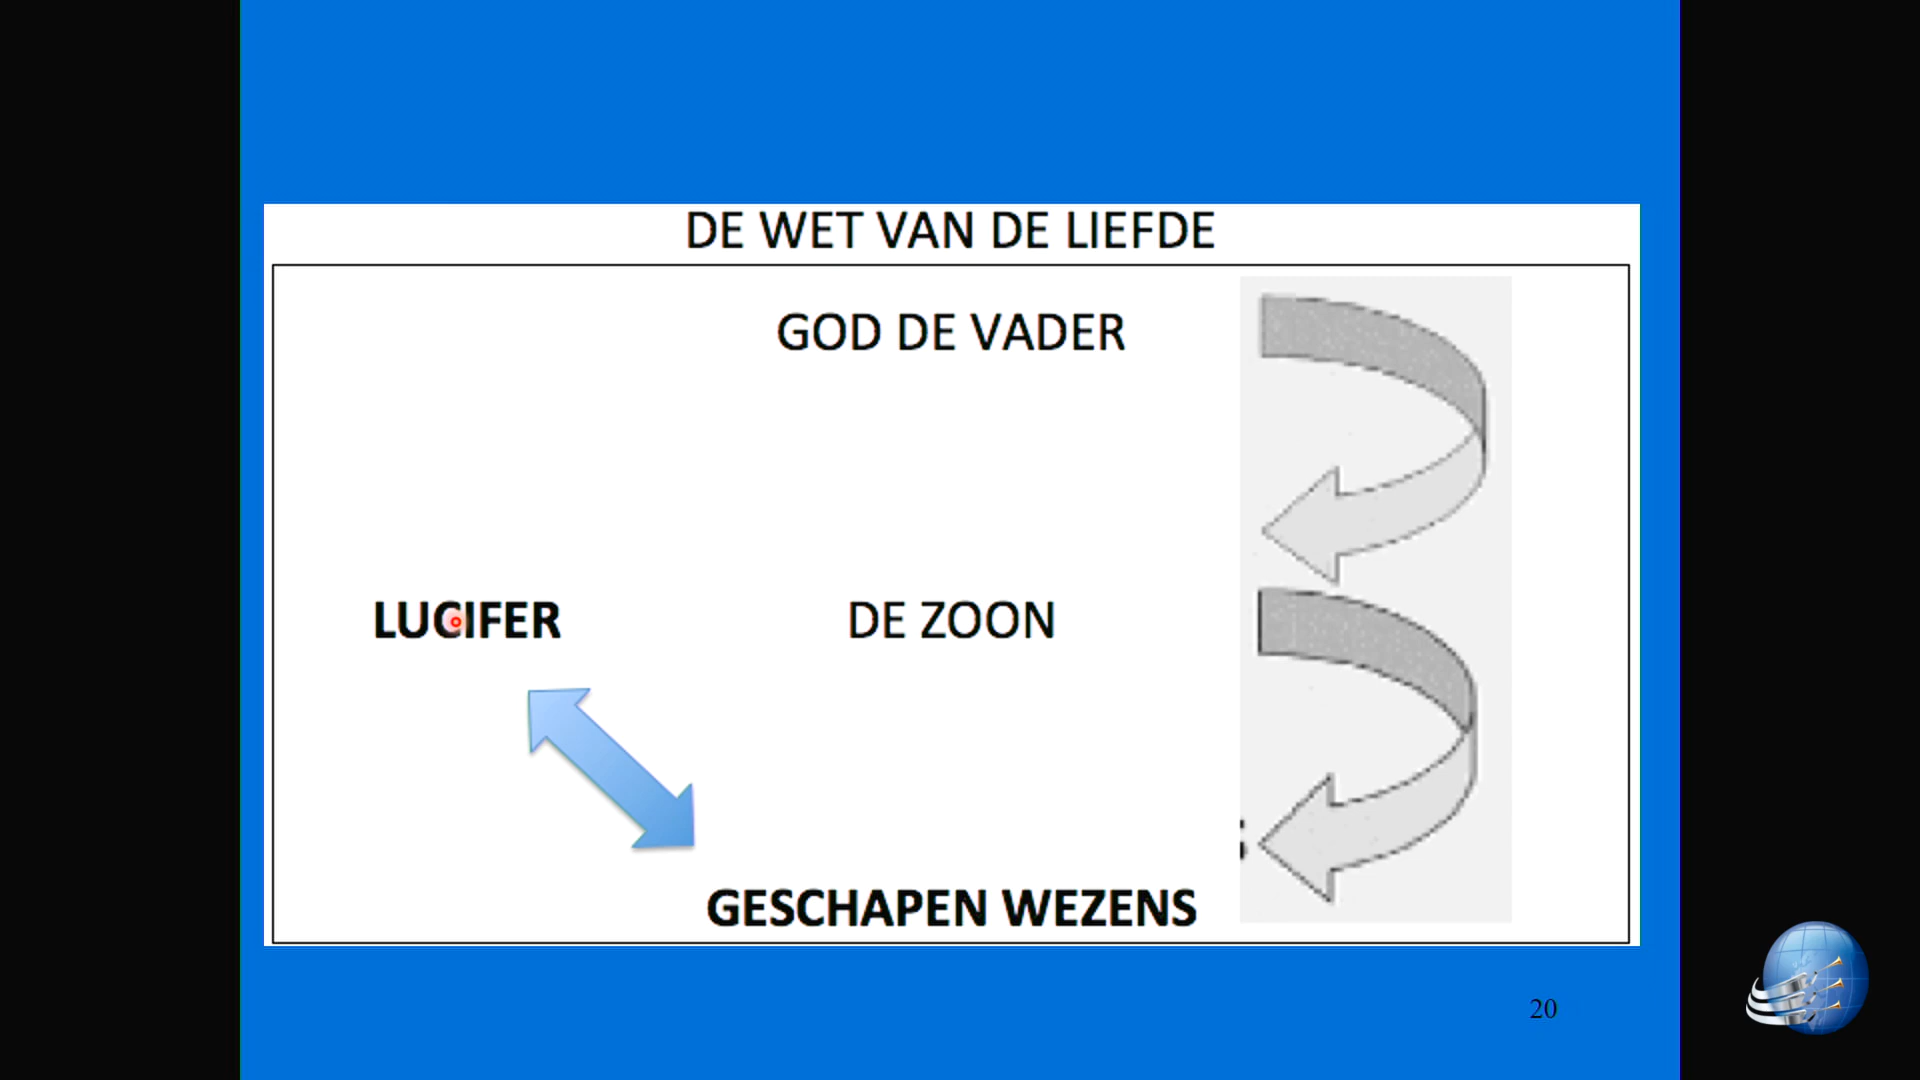 DE WET VAN DE LIEFDE
GOD DE VADER
LUCIFER DE ZOON
GESCHAPEN WEZENS
20